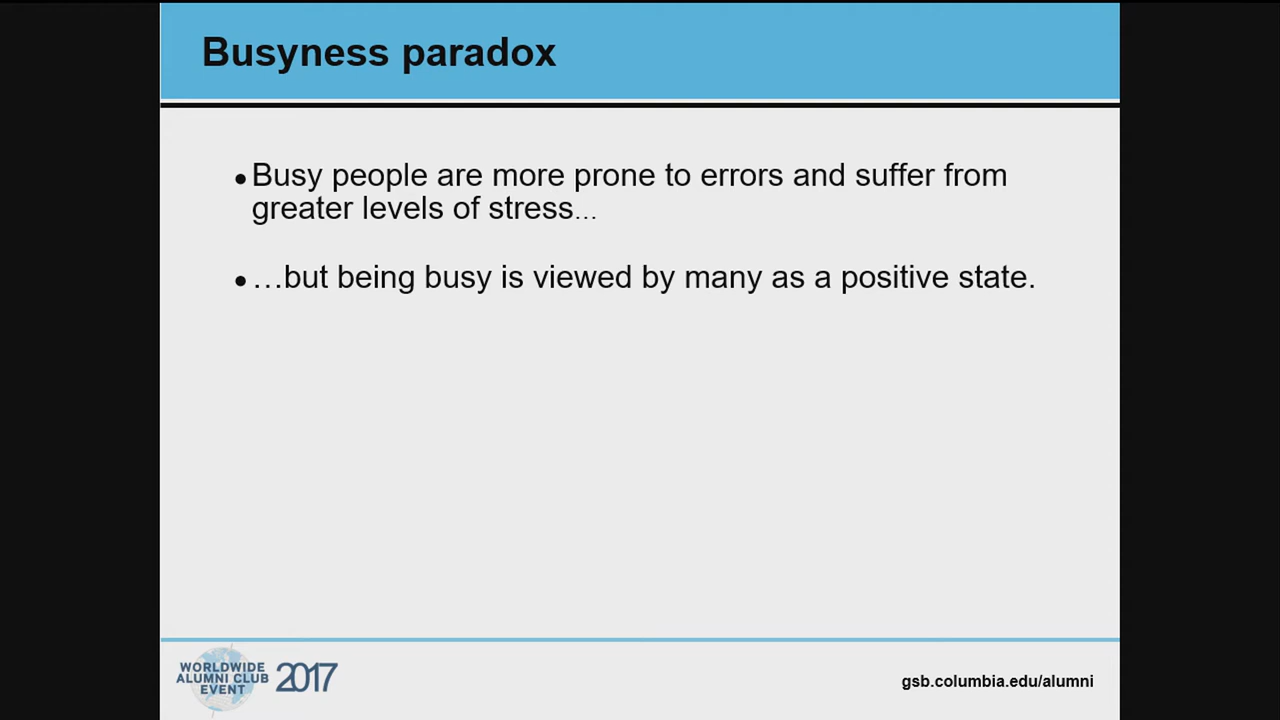 Busyness paradox
•Busy people are more prone to errors and suffer from
greater levels of stress...
•…but being busy is viewed by many as a positive state.
WORLDWIDE
ALUMNI CLUB
EVENT
2017
gsb.columbia.edu/alumni